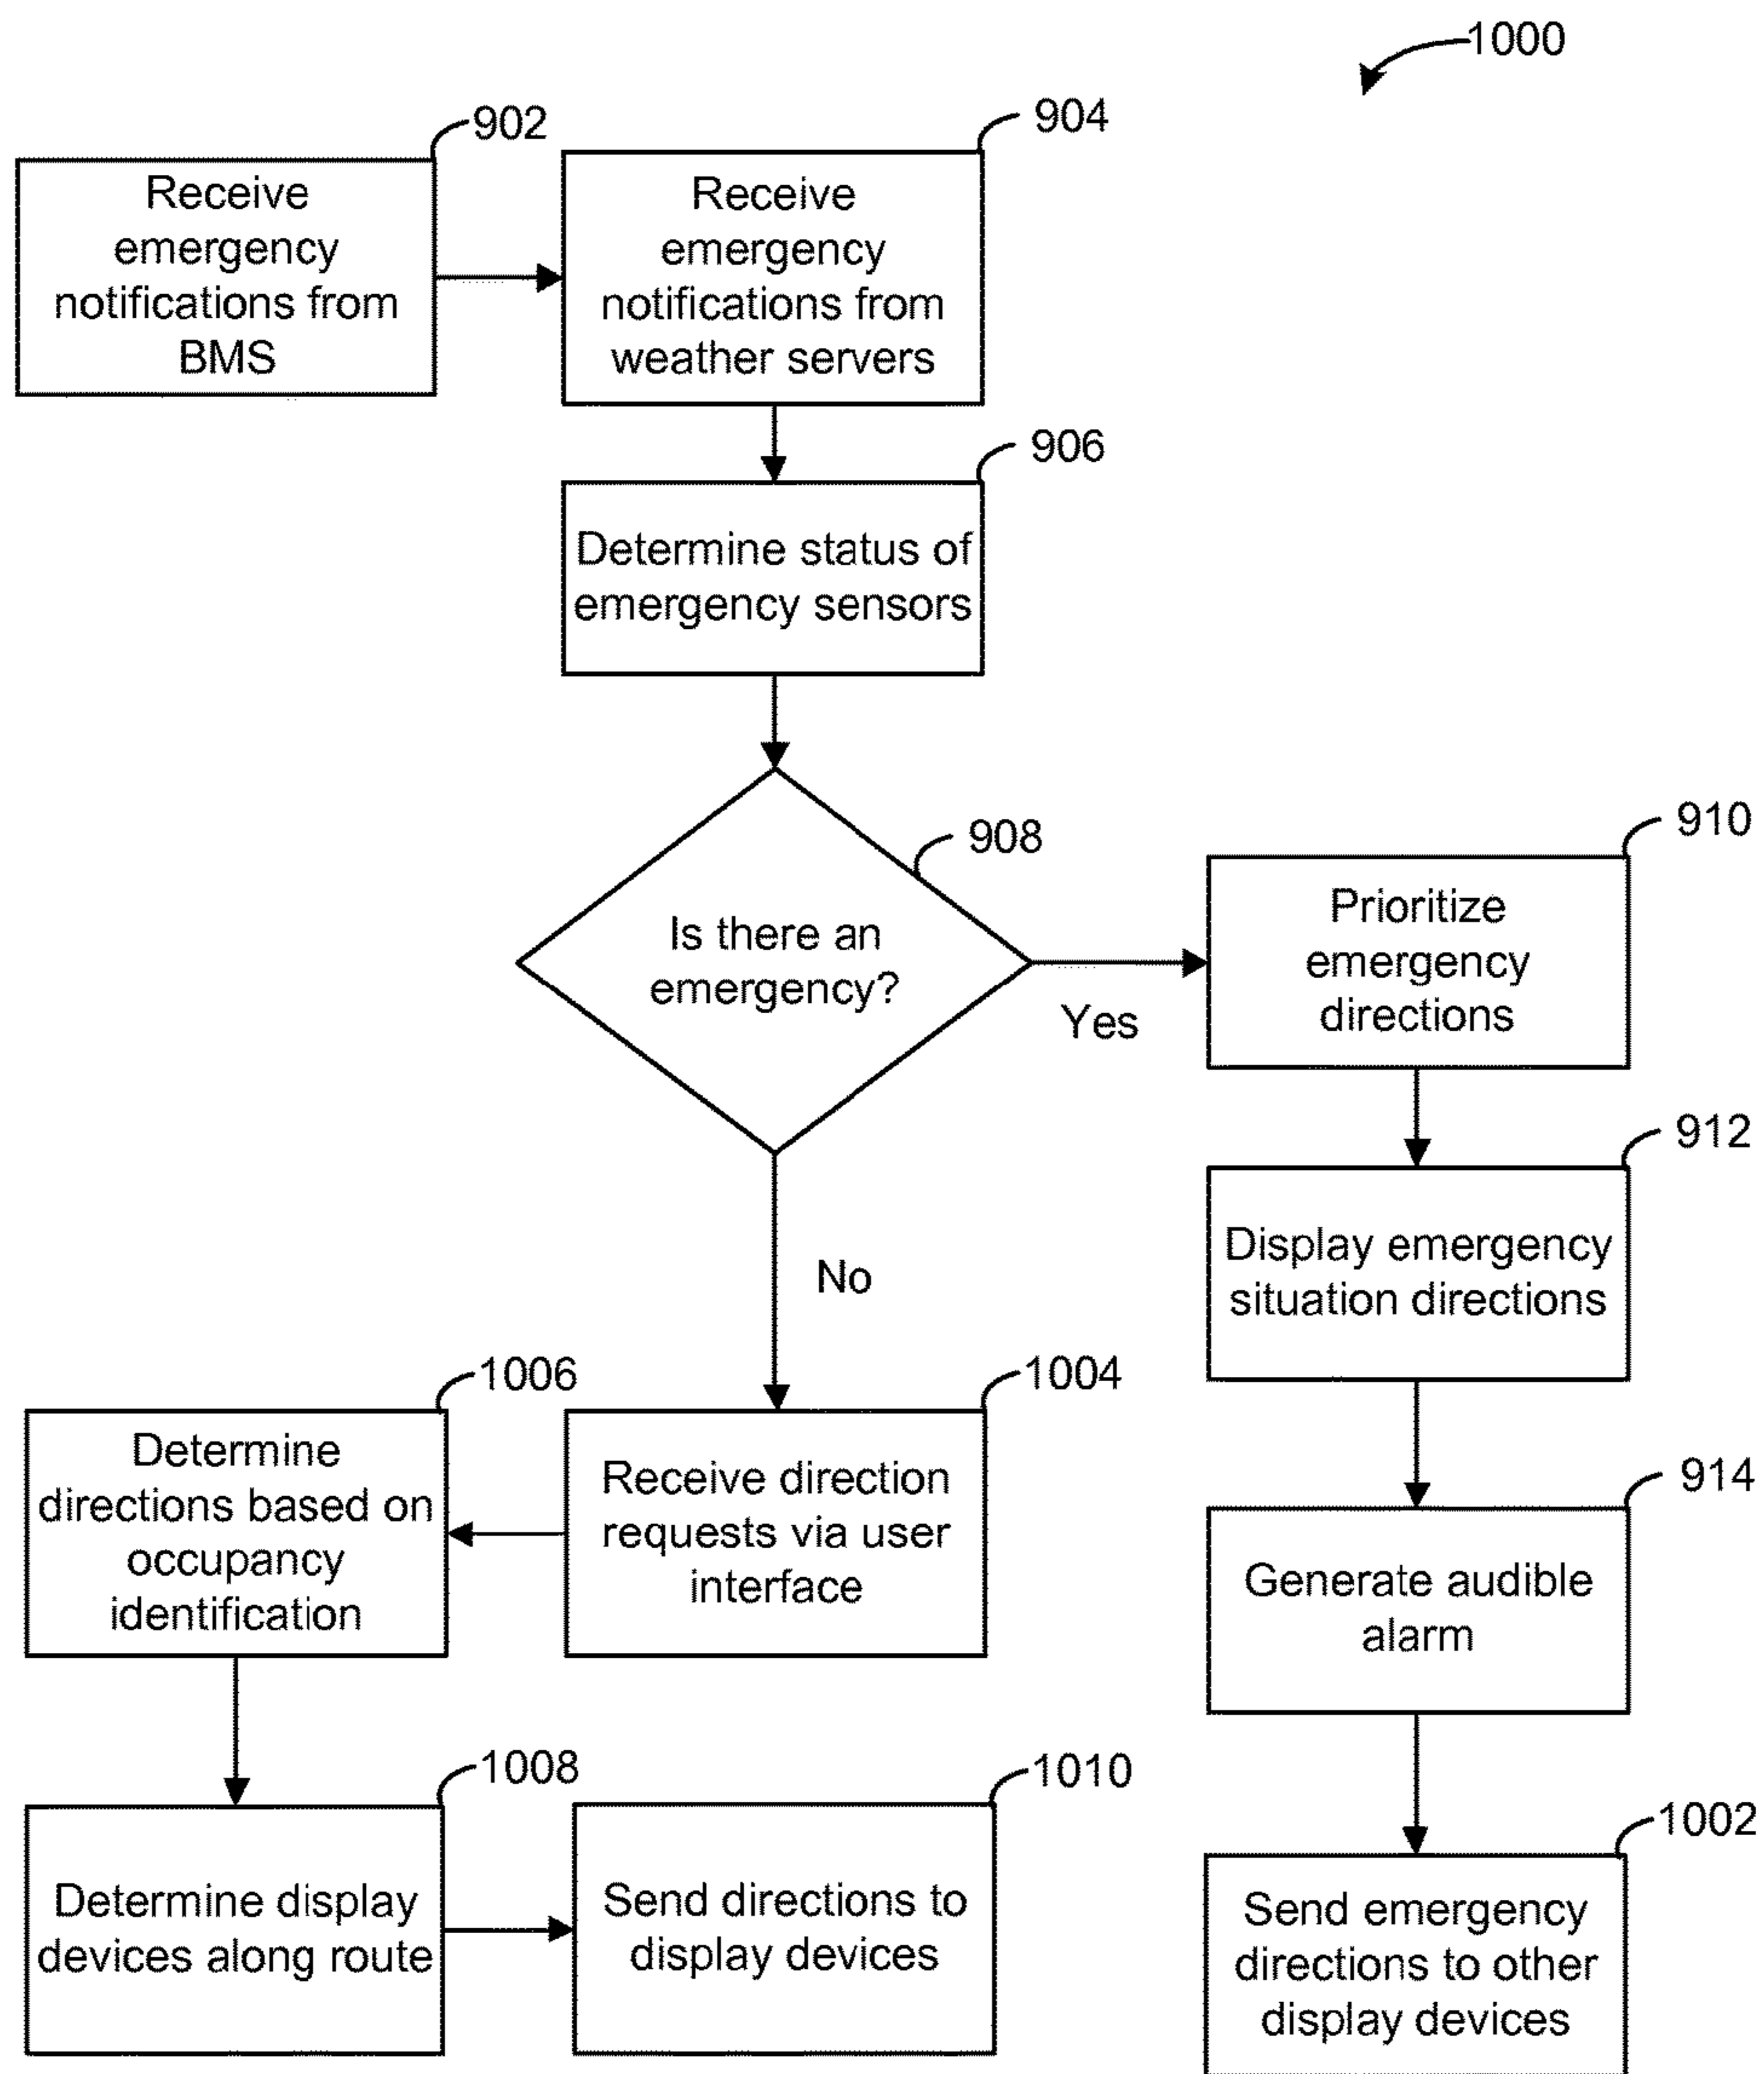 1000
902
Receive
emergency
notifications from
BMS
904
Receive
emergency
notifications from
weather servers
906
Determine status of
emergency sensors
908
Is there an
emergency?
Yes
No
910
Prioritize
emergency
directions
912
Display emergency
situation directions
914
Generate audible
alarm
1002
Send emergency
directions to other
display devices
1004
Receive direction
requests via user
interface
1006
Determine
directions based on
occupancy
identification
1008
Determine display
devices along route
1010
Send directions to
display devices